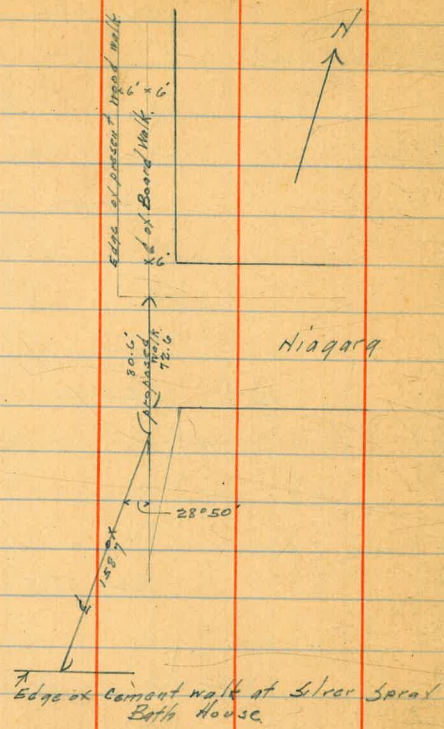 N
Edge of present wood walk
6' × 6'
₵ of Board Walk.
× 6'
80.6'
proposed
walk
72.6
Niagara
28°50'
158.7
₵
Edge of Cement walk at Silver Spray
Bath House